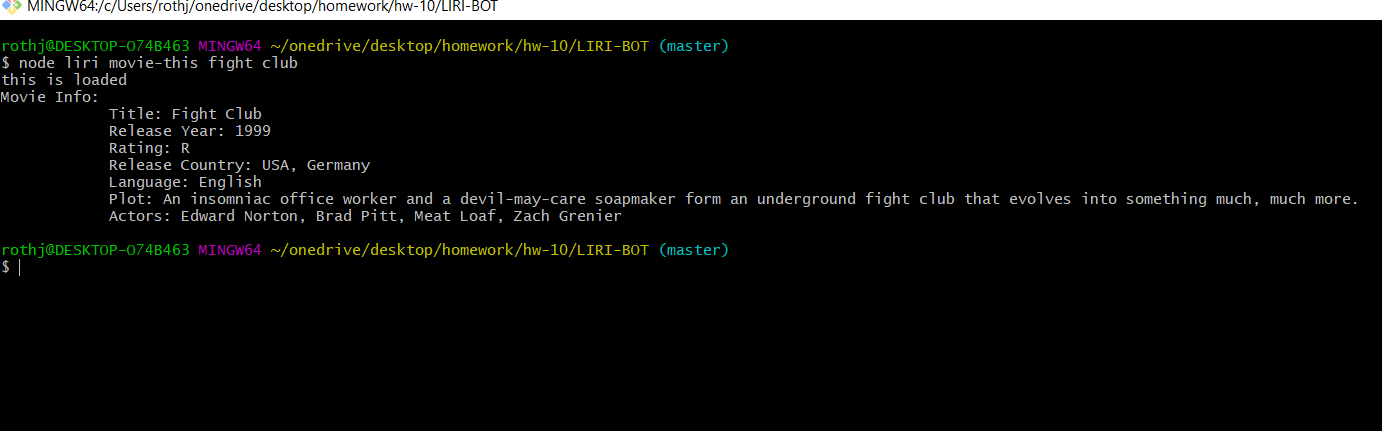 MINGW64:/c/Users/rothj/onedrive/desktop/homework/hw-10/LIRI-BOT
rothj@DESKTOP-O74B463 MINGW64 ~/onedrive/desktop/homework/hw-10/LIRI-BOT (master)
$ node liri movie-this fight club
this is loaded
Movie Info:
Title: Fight Club
Release Year: 1999
Rating: R
Release Country: USA, Germany
Language: English
Plot: An insomniac office worker and a devil-may-care soapmaker form an underground fight club that evolves into something much, much more.
Actors: Edward Norton, Brad Pitt, Meat Loaf, Zach Grenier
rothj@DESKTOP-O74B463 MINGW64 ~/onedrive/desktop/homework/hw-10/LIRI-BOT (master)
$